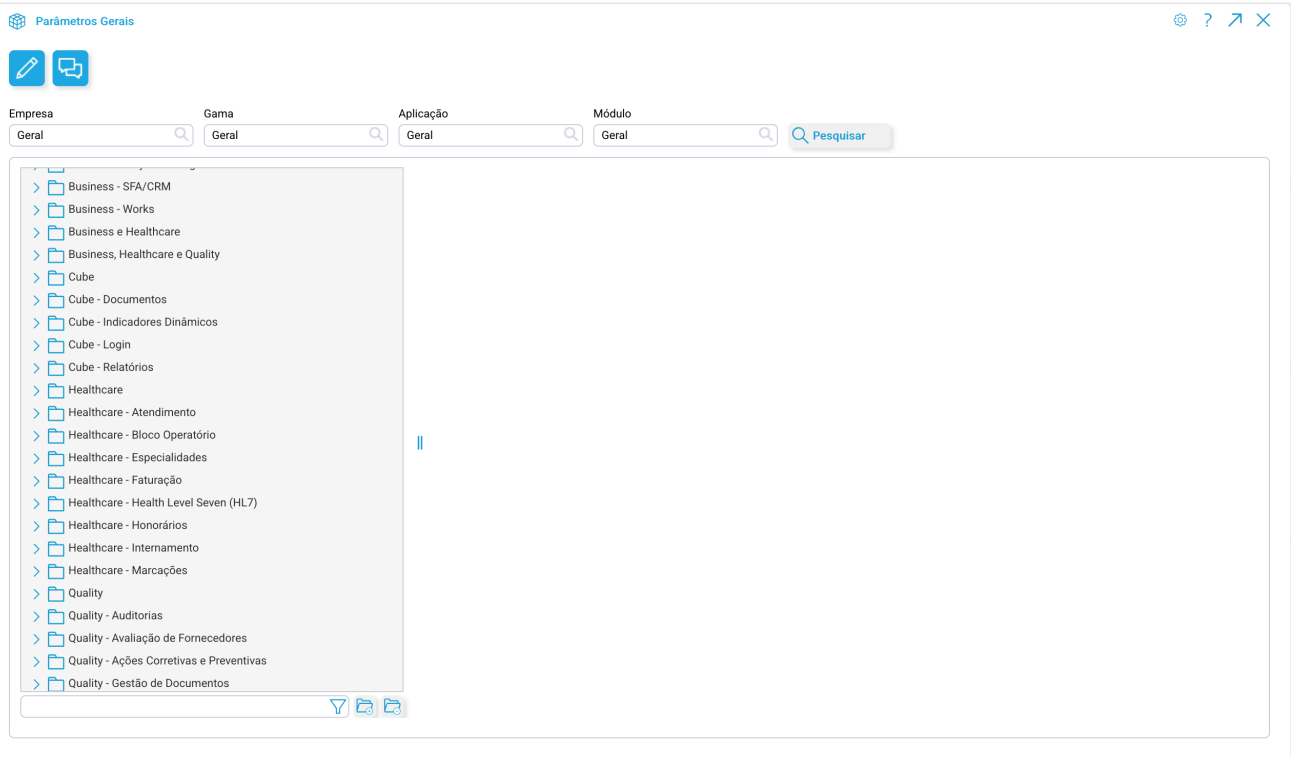 Parâmetros Gerais
?
Empresa
Gama
Aplicação
Módulo
Geral
Geral
Geral
Geral
Pesquisar
Business - SFA/CRM
Business - Works
Business e Healthcare
Business, Healthcare e Quality
Cube
Cube - Documentos
Cube - Indicadores Dinâmicos
Cube - Login
Cube - Relatórios
Healthcare
Healthcare - Atendimento
Healthcare - Bloco Operatório
Healthcare - Especialidades
Healthcare - Faturação
Healthcare - Health Level Seven (HL7)
Healthcare - Honorários
Healthcare - Internamento
Healthcare - Marcações
Quality
Quality - Auditorias
Quality - Avaliação de Fornecedores
Quality - Ações Corretivas e Preventivas
Quality - Gestão de Documentos